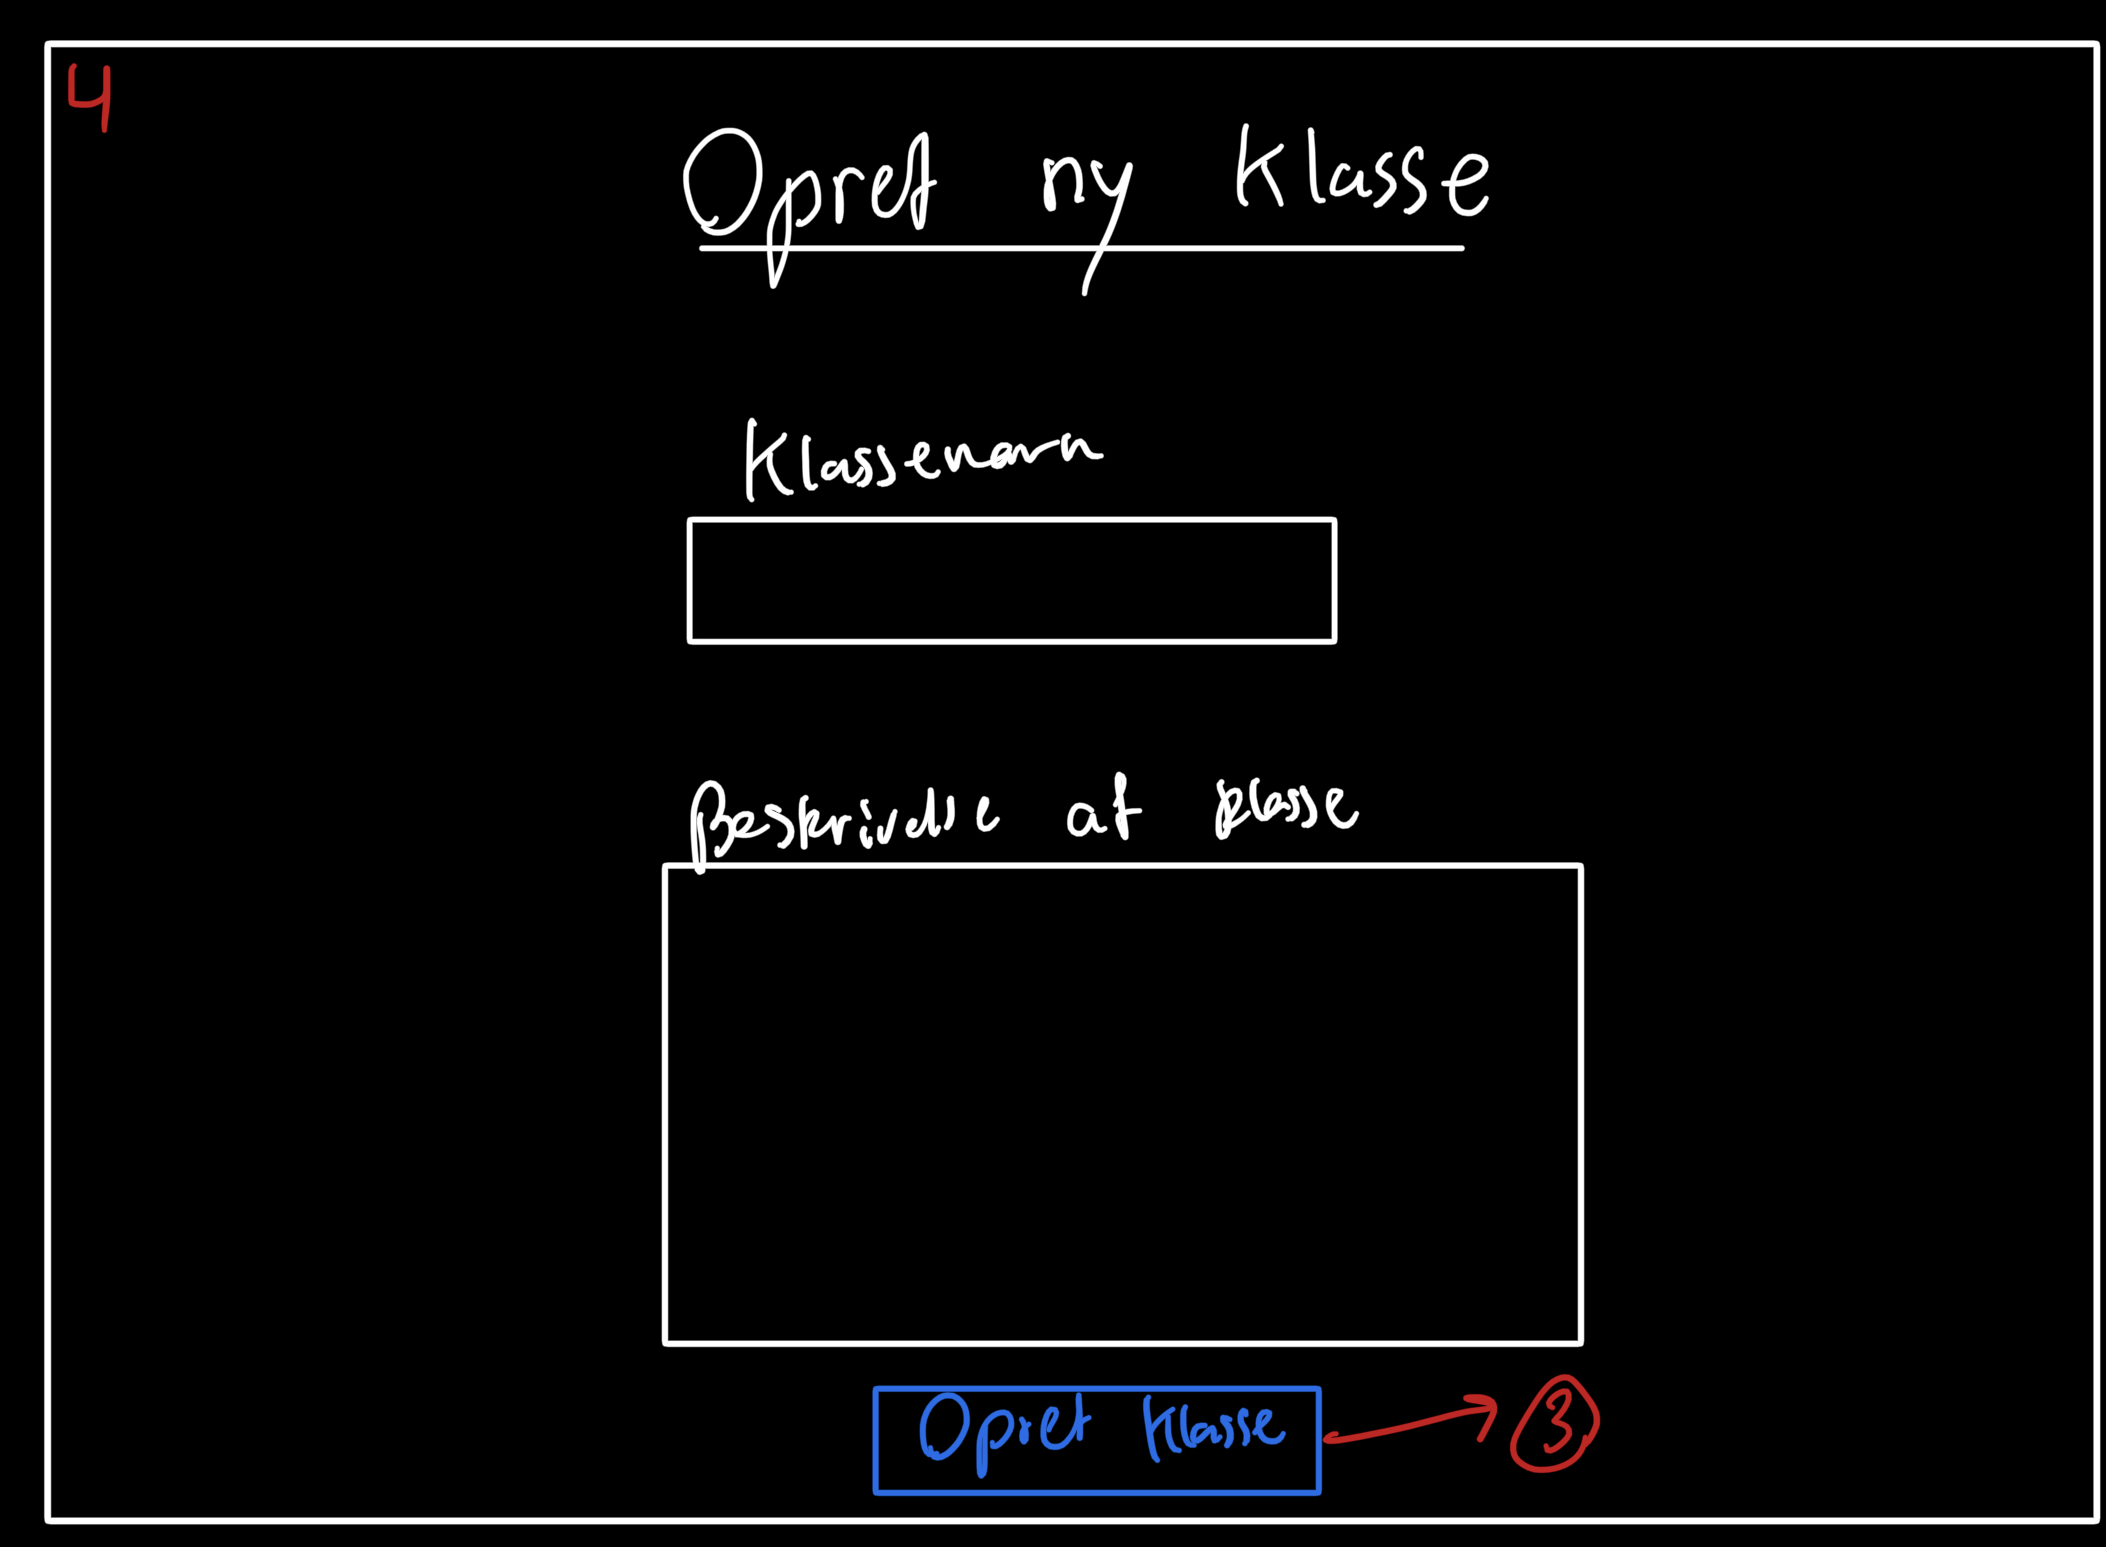 4
Opret ny klasse
Klassenavn
Beskrivelse af klasse
Opret klasse
3